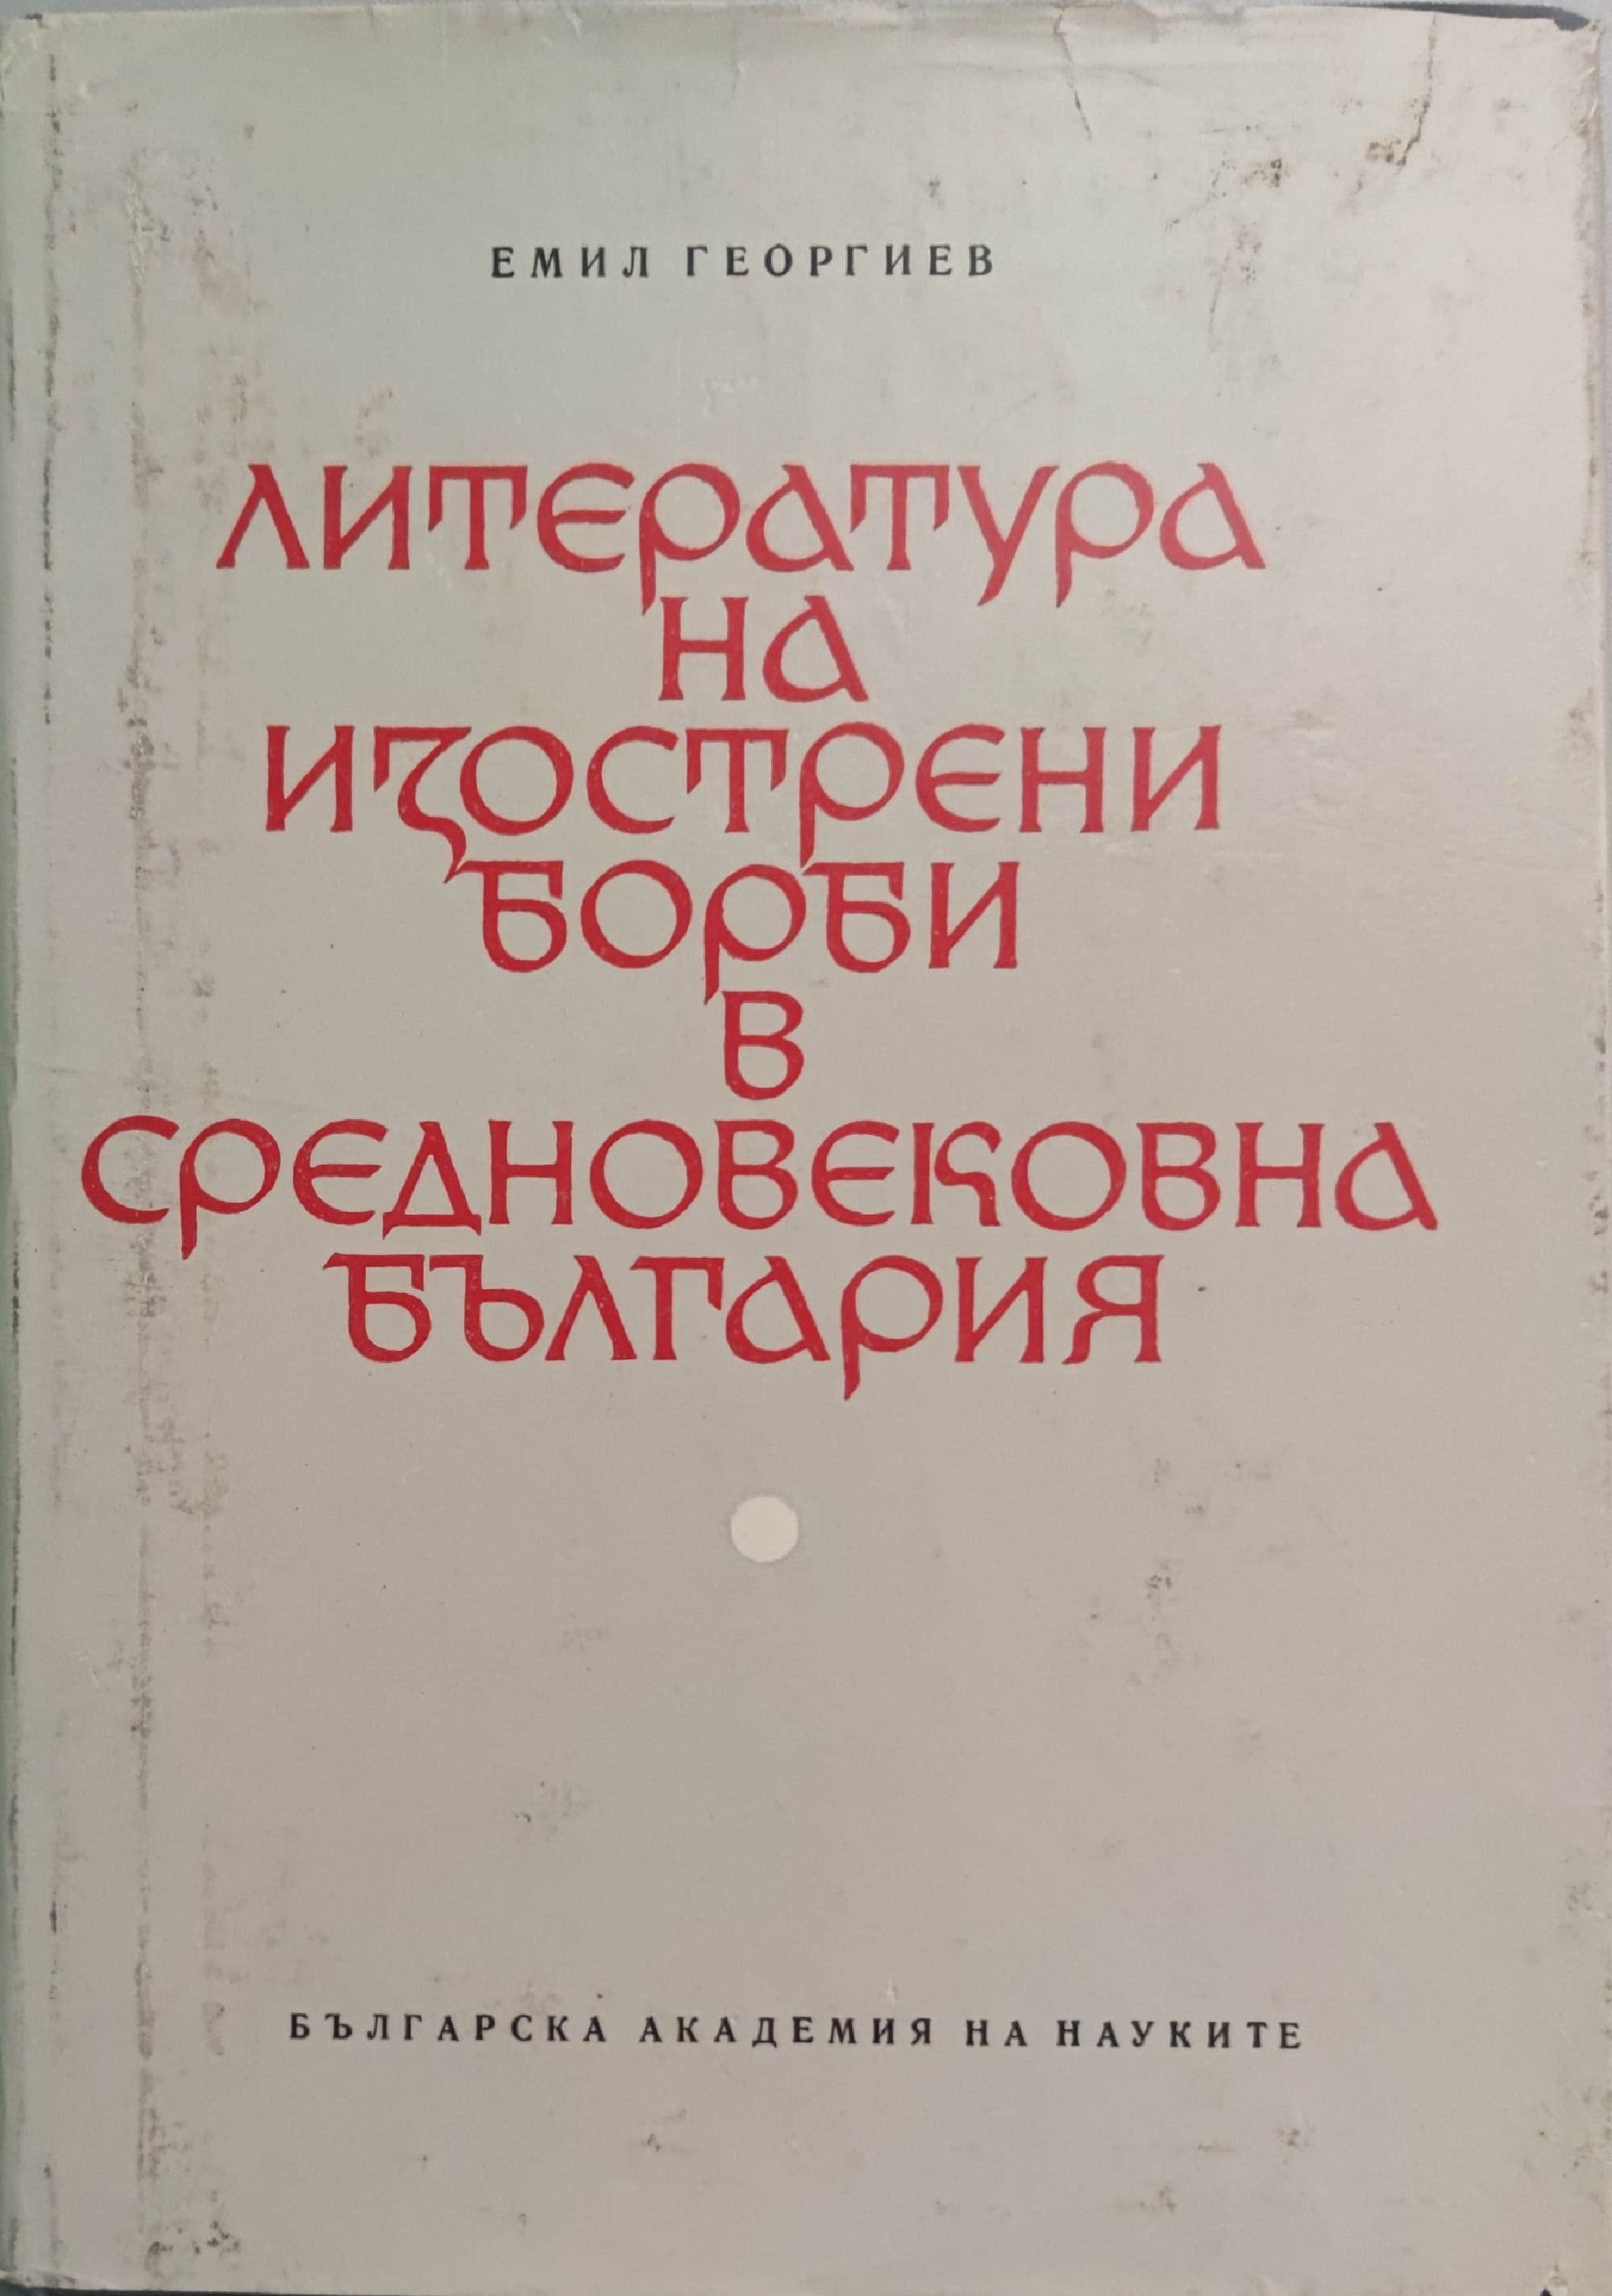 ЕМИЛ ГЕОРГИЕВ
ЛИТЕРАТУРА
НА
ИЗОСТРЕНИ
БОРБИ
В
СРЕДНОВЕКОВНА
БЪЛГАРИЯ
БЪЛГАРСКА АКАДЕМИЯ НА НАУКИТЕ